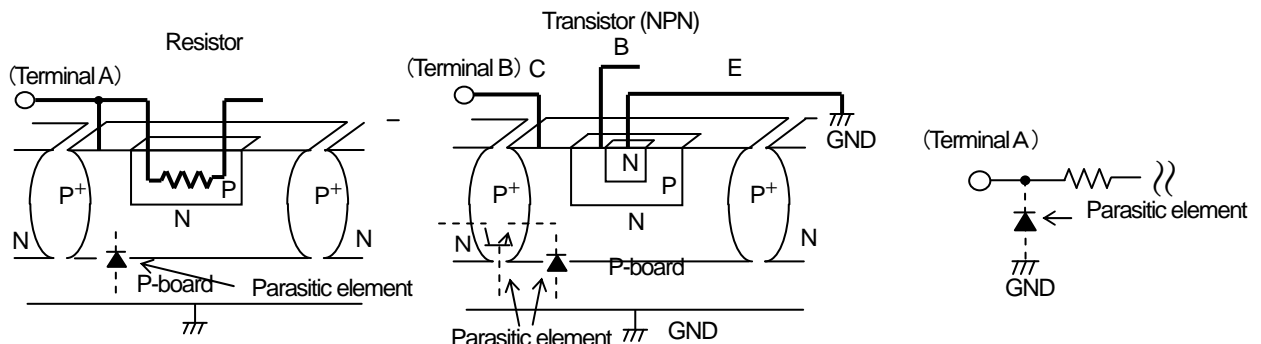 Resistor
(Terminal A)
P+
P
P+
N
N
N
P-board
Parasitic element
Transistor (NPN)
B
(Terminal B) C
E
GND
N
P+
P
P+
N
N
N
P-board
Parasitic element
GND
(Terminal A)
Parasitic element
GND